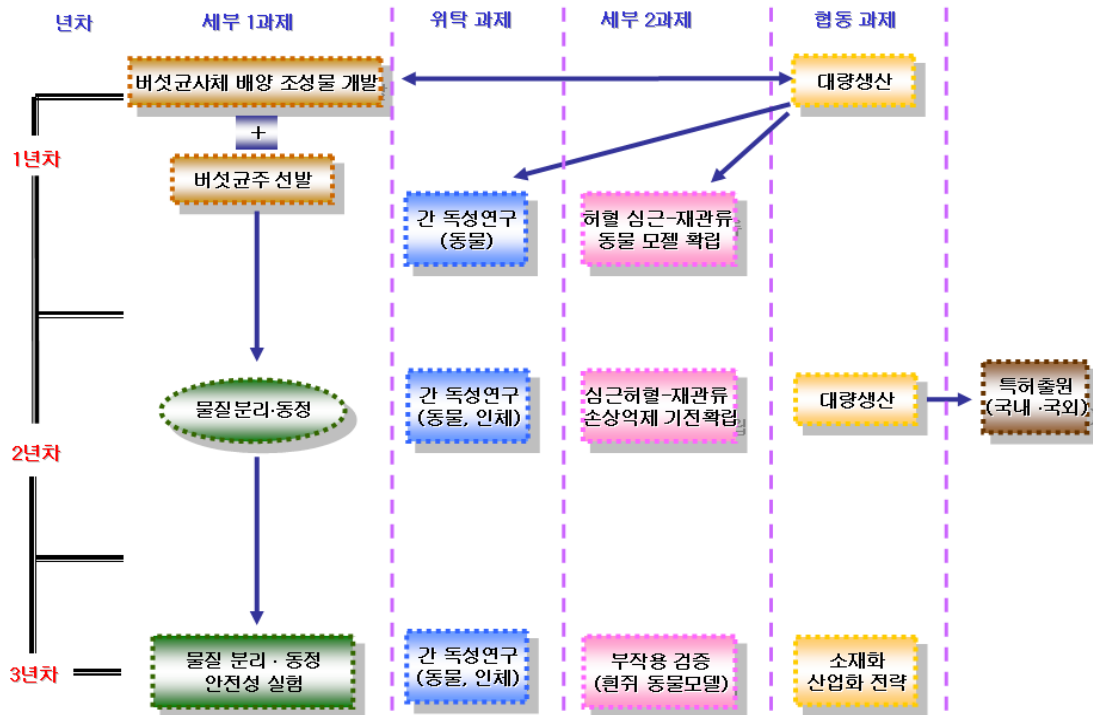 년차
세부 1과제
위탁 과제
세부 2과제
협동 과제
버섯균사체 배양 조성물 개발
대량생산
+
1년차
버섯균주 선발
간 독성연구
(동물)
허혈 심근-재관류
동물 모젤 확립
물질분리·동정
간 독성연구
(동물, 인체)
심근허혈-재관류
손상억제 기전확립
대량생산
특허출원
(국내 ·국외)
2년차
3년차
물질 분리 · 동정
안전성 실험
간 독성연구
(동물, 인체)
부작용 검증
(흰쥐 동물모델)
소재화
산업화 전략